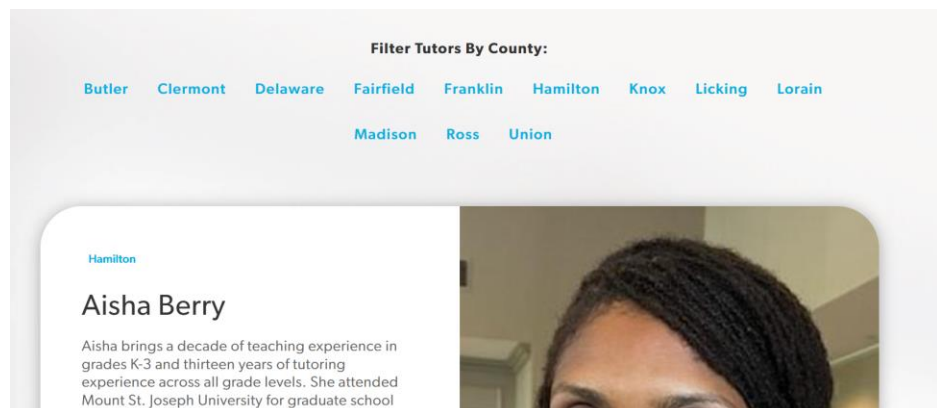 Filter Tutors By County:
Butler Clermont Delaware Fairfield Franklin Hamilton Knox Licking Lorain
Madison Ross Union
Hamilton
Aisha Berry
Aisha brings a decade of teaching experience in
grades K-3 and thirteen years of tutoring
experience across all grade levels. She attended
Mount St. Joseph University for graduate school